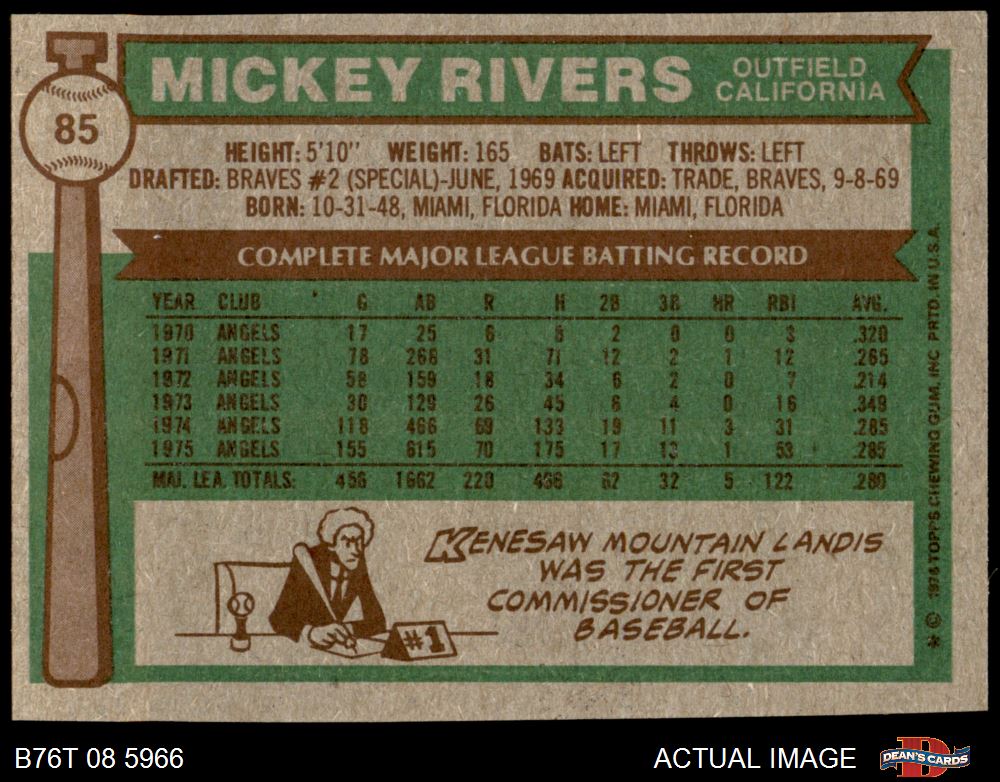 MICKEY RIVERS
OUTFIELD
CALIFORNIA
85
HEIGHT: 5'10" WEIGHT: 165 BATS: LEFT THROWS: LEFT
DRAFTED: BRAVES #2 (SPECIAL)-JUNE, 1969 ACQUIRED: TRADE, BRAVES, 9-8-69
BORN: 10-31-48, MIAMI, FLORIDA HOME: MIAMI, FLORIDA
COMPLETE MAJOR LEAGUE BATTING RECORD
YEAR CLUB G AB R H 2B 3B HR RBI AVG.
1970 ANGELS 17 25 6 8 2 0 0 3 .320
1971 ANGELS 78 268 31 71 12 2 1 12 .265
1972 ANGELS 58 159 18 34 6 2 0 7 .214
1973 ANGELS 30 129 26 45 6 4 0 16 .349
1974 ANGELS 118 466 69 133 19 11 3 31 .285
1975 ANGELS 155 615 70 175 17 13 1 53 .285
MAJ. LEA. TOTALS: 456 1662 220 466 62 32 5 122 .280
KENESAW MOUNTAIN LANDIS
WAS THE FIRST
COMMISSIONER OF
BASEBALL.
#1
* © 1976 TOPPS CHEWING GUM, INC. PRTD. IN U.S.A.
B76T 08 5966
ACTUAL IMAGE
D
DEAN'S CARDS